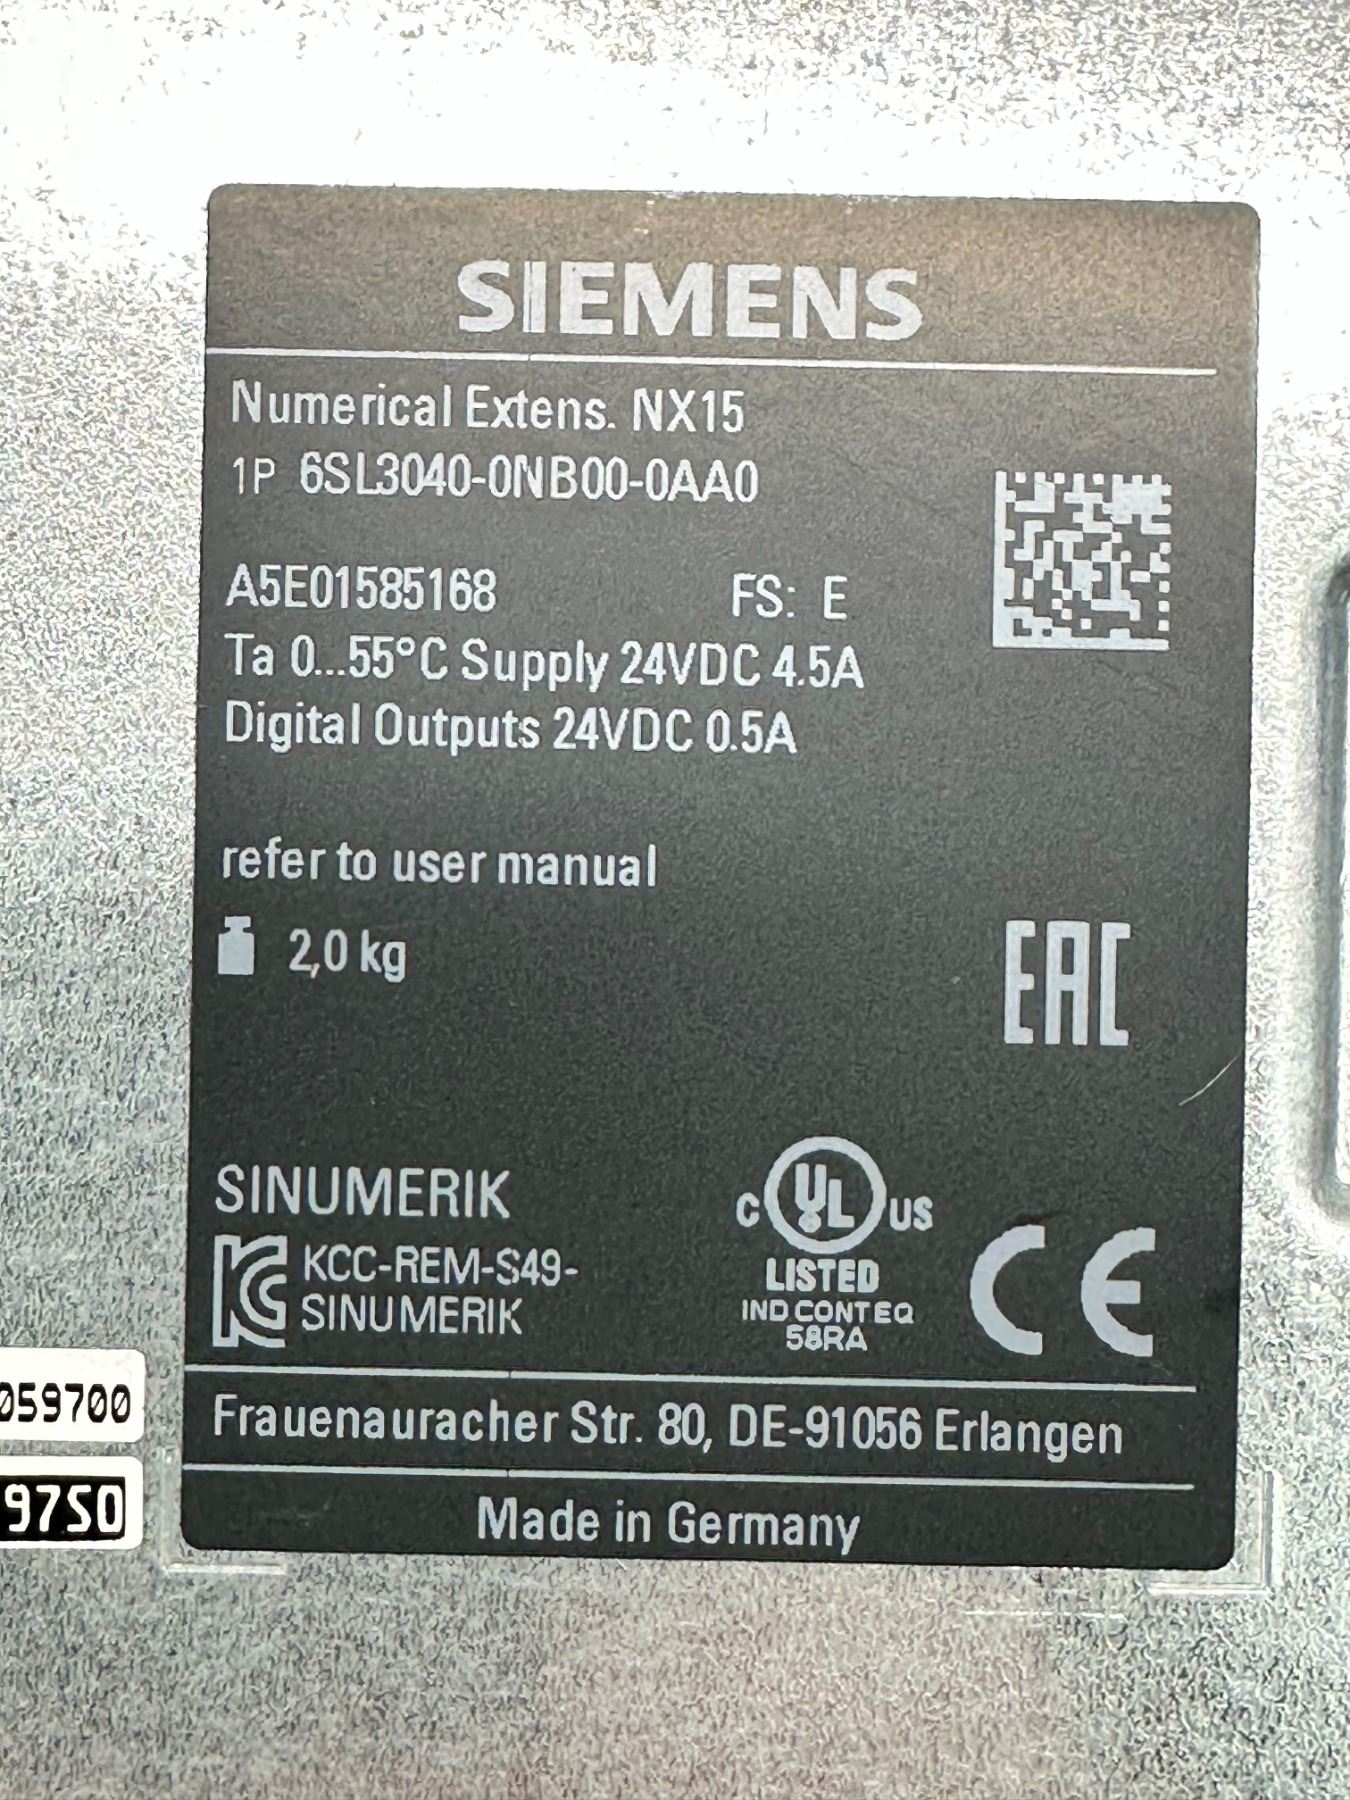 SIEMENS
Numerical Extens. NX15
1P 6SL3040-0NB00-0AA0
A5E01585168 FS: E
Ta 0...55°C Supply 24VDC 4.5A
Digital Outputs 24VDC 0.5A
refer to user manual
2,0 kg
EAC
SINUMERIK
KCC-REM-S49-
SINUMERIK
C UL US
LISTED
IND CONT EQ
58RA
CE
059700
Frauenauracher Str. 80, DE-91056 Erlangen
97S0
Made in Germany